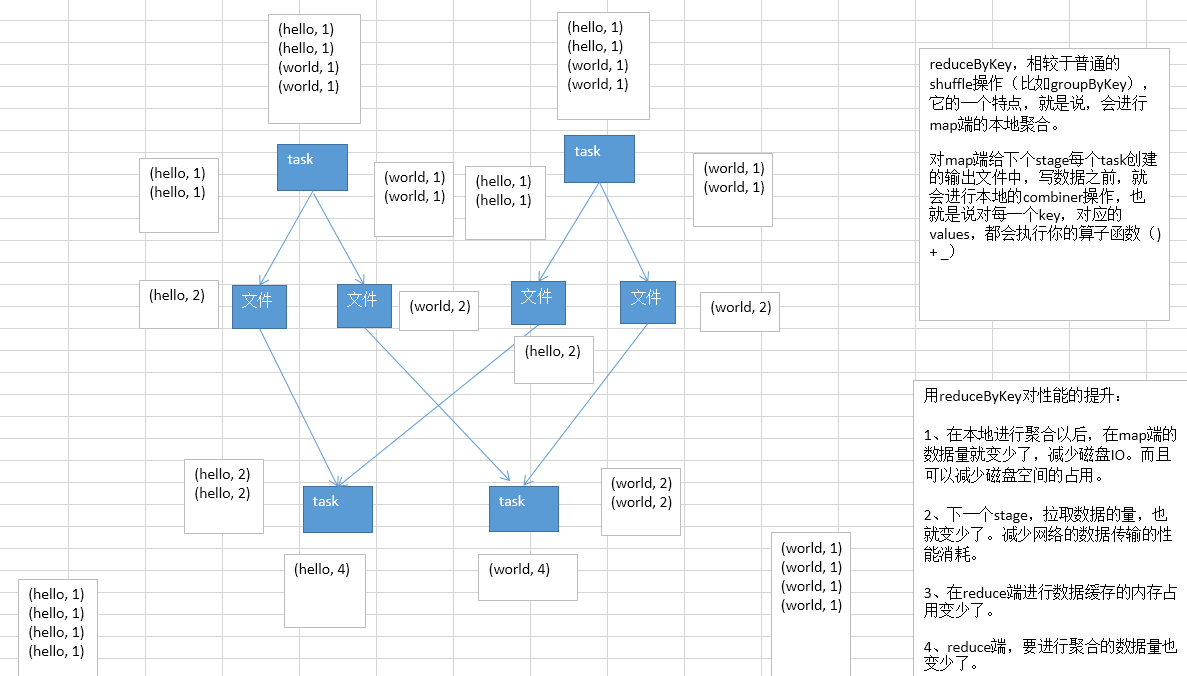 (hello, 1)
(hello, 1)
(world, 1)
(world, 1)
(hello, 1)
(hello, 1)
(world, 1)
(world, 1)
task
task
(hello, 1)
(hello, 1)
(world, 1)
(world, 1)
(hello, 1)
(hello, 1)
(world, 1)
(world, 1)
(hello, 2)
文件
文件
(world, 2)
文件
文件
(world, 2)
(hello, 2)
(hello, 2)
(hello, 2)
task
task
(world, 2)
(world, 2)
(hello, 4)
(world, 4)
(hello, 1)
(hello, 1)
(hello, 1)
(hello, 1)
(world, 1)
(world, 1)
(world, 1)
(world, 1)
reduceByKey，相较于普通的
shuffle操作（比如groupByKey），
它的一个特点，就是说，会进行
map端的本地聚合。
对map端给下个stage每个task创建
的输出文件中，写数据之前，就
会进行本地的combiner操作，也
就是说对每一个key，对应的
values，都会执行你的算子函数（)
+ _）
用reduceByKey对性能的提升：
1、在本地进行聚合以后，在map端的
数据量就变少了，减少磁盘IO。而且
可以减少磁盘空间的占用。
2、下一个stage，拉取数据的量，也
就变少了。减少网络的数据传输的性
能消耗。
3、在reduce端进行数据缓存的内存占
用变少了。
4、reduce端，要进行聚合的数据量也
变少了。